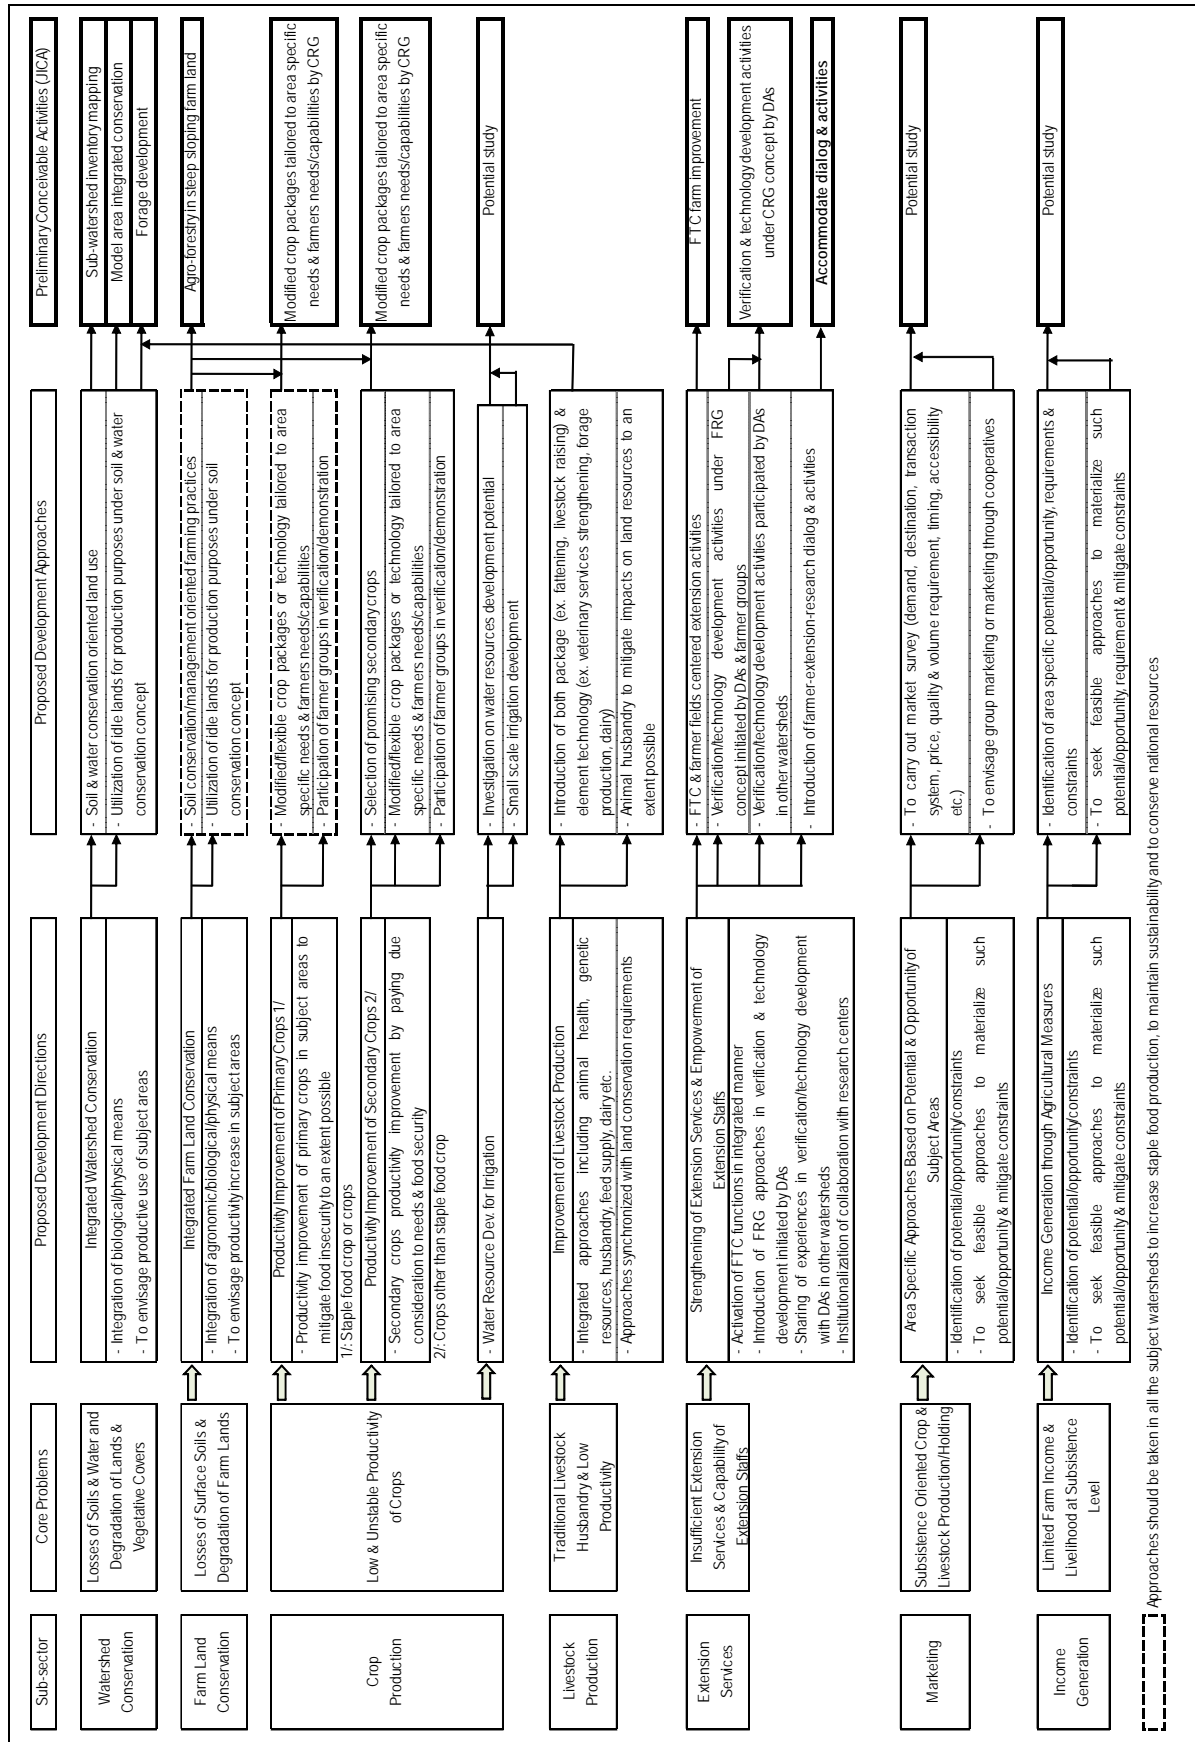 Sub-sector
Core Problems
Proposed Development Directions
Proposed Development Approaches
Preliminary Conceivable Activities (JICA)
Watershed
Conservation
Losses of Soils & Water and
Degradation of Lands &
Vegetative Covers
Integrated Watershed Conservation
- Integration of biological/physical means
- To envisage productive use of subject areas
- Soil & water conservation oriented land use
- Utilization of idle lands for production purposes under soil & water
conservation concept
Sub-watershed inventory mapping
Model area integrated conservation
Forage development
Farm Land
Conservation
Losses of Surface Soils &
Degradation of Farm Lands
Integrated Farm Land Conservation
- Integration of agronomic/biological/physical means
- To envisage productivity increase in subject areas
- Soil conservation/management oriented farming practices
- Utilization of idle lands for production purposes under soil
conservation concept
Agro-forestry in steep sloping farm land
Crop
Production
Low & Unstable Productivity
of Crops
Productivity Improvement of Primary Crops 1/
- Productivity improvement of primary crops in subject areas to
mitigate food insecurity to an extent possible
1/: Staple food crop or crops
- Modified/flexible crop packages or technology tailored to area
specific needs & farmers needs/capabilities
- Participation of farmer groups in verification/demonstration
Modified crop packages tailored to area specific
needs & farmers needs/capabilities by CRG
Productivity Improvement of Secondary Crops 2/
- Secondary crops productivity improvement by paying due
consideration to needs & food security
2/: Crops other than staple food crop
- Selection of promising secondary crops
- Modified/flexible crop packages or technology tailored to area
specific needs & farmers needs/capabilities
- Participation of farmer groups in verification/demonstration
Modified crop packages tailored to area specific
needs & farmers needs/capabilities by CRG
- Water Resource Dev. for Irrigation
- Investigation on water resources development potential
- Small scale irrigation development
Potential study
Livestock
Production
Traditional Livestock
Husbandry & Low
Productivity
Improvement of Livestock Production
- Integrated approaches including animal health, genetic
resources, husbandry, feed supply, dairy etc.
- Approaches synchronized with land conservation requirements
- Introduction of both package (ex. fattening, livestock raising) &
element technology (ex. veterinary services strengthening, forage
production, dairy)
- Animal husbandry to mitigate impacts on land resources to an
extent possible
Extension
Services
Insufficient Extension
Services & Capability of
Extension Staffs
Strengthening of Extension Services & Empowerment of
Extension Staffs
- Activation of FTC functions in integrated manner
- Introduction of FRG approaches in verification & technology
development initiated by DAs
- Sharing of experiences in verification/technology development
with DAs in other watersheds
- Institutionalization of collaboration with research centers
- FTC & farmer fields centered extension activities
- Verification/technology development activities under FRG
concept initiated by DAs & farmer groups
- Verification/technology development activities participated by DAs
in other watersheds
- Introduction of farmer-extension-research dialog & activities
FTC farm improvement
Verification & technology development activities
under CRG concept by DAs
Accommodate dialog & activities
Marketing
Subsistence Oriented Crop &
Livestock Production/Holding
Area Specific Approaches Based on Potential & Opportunity of
Subject Areas
- Identification of potential/opportunity/constraints
- To seek feasible approaches to materialize such
potential/opportunity & mitigate constraints
- To carry out market survey (demand, destination, transaction
system, price, quality & volume requirement, timing, accessibility
etc.)
- To envisage group marketing or marketing through cooperatives
Potential study
Income
Generation
Limited Farm Income &
Livelihood at Subsistence
Level
Income Generation through Agricultural Measures
- Identification of potential/opportunity/constraints
- To seek feasible approaches to materialize such
potential/opportunity & mitigate constraints
- Identification of area specific potential/opportunity, requirements &
constraints
- To seek feasible approaches to materialize such
potential/opportunity, requirement & mitigate constraints
Potential study
Approaches should be taken in all the subject watersheds to increase staple food production, to maintain sustainability and to conserve national resources